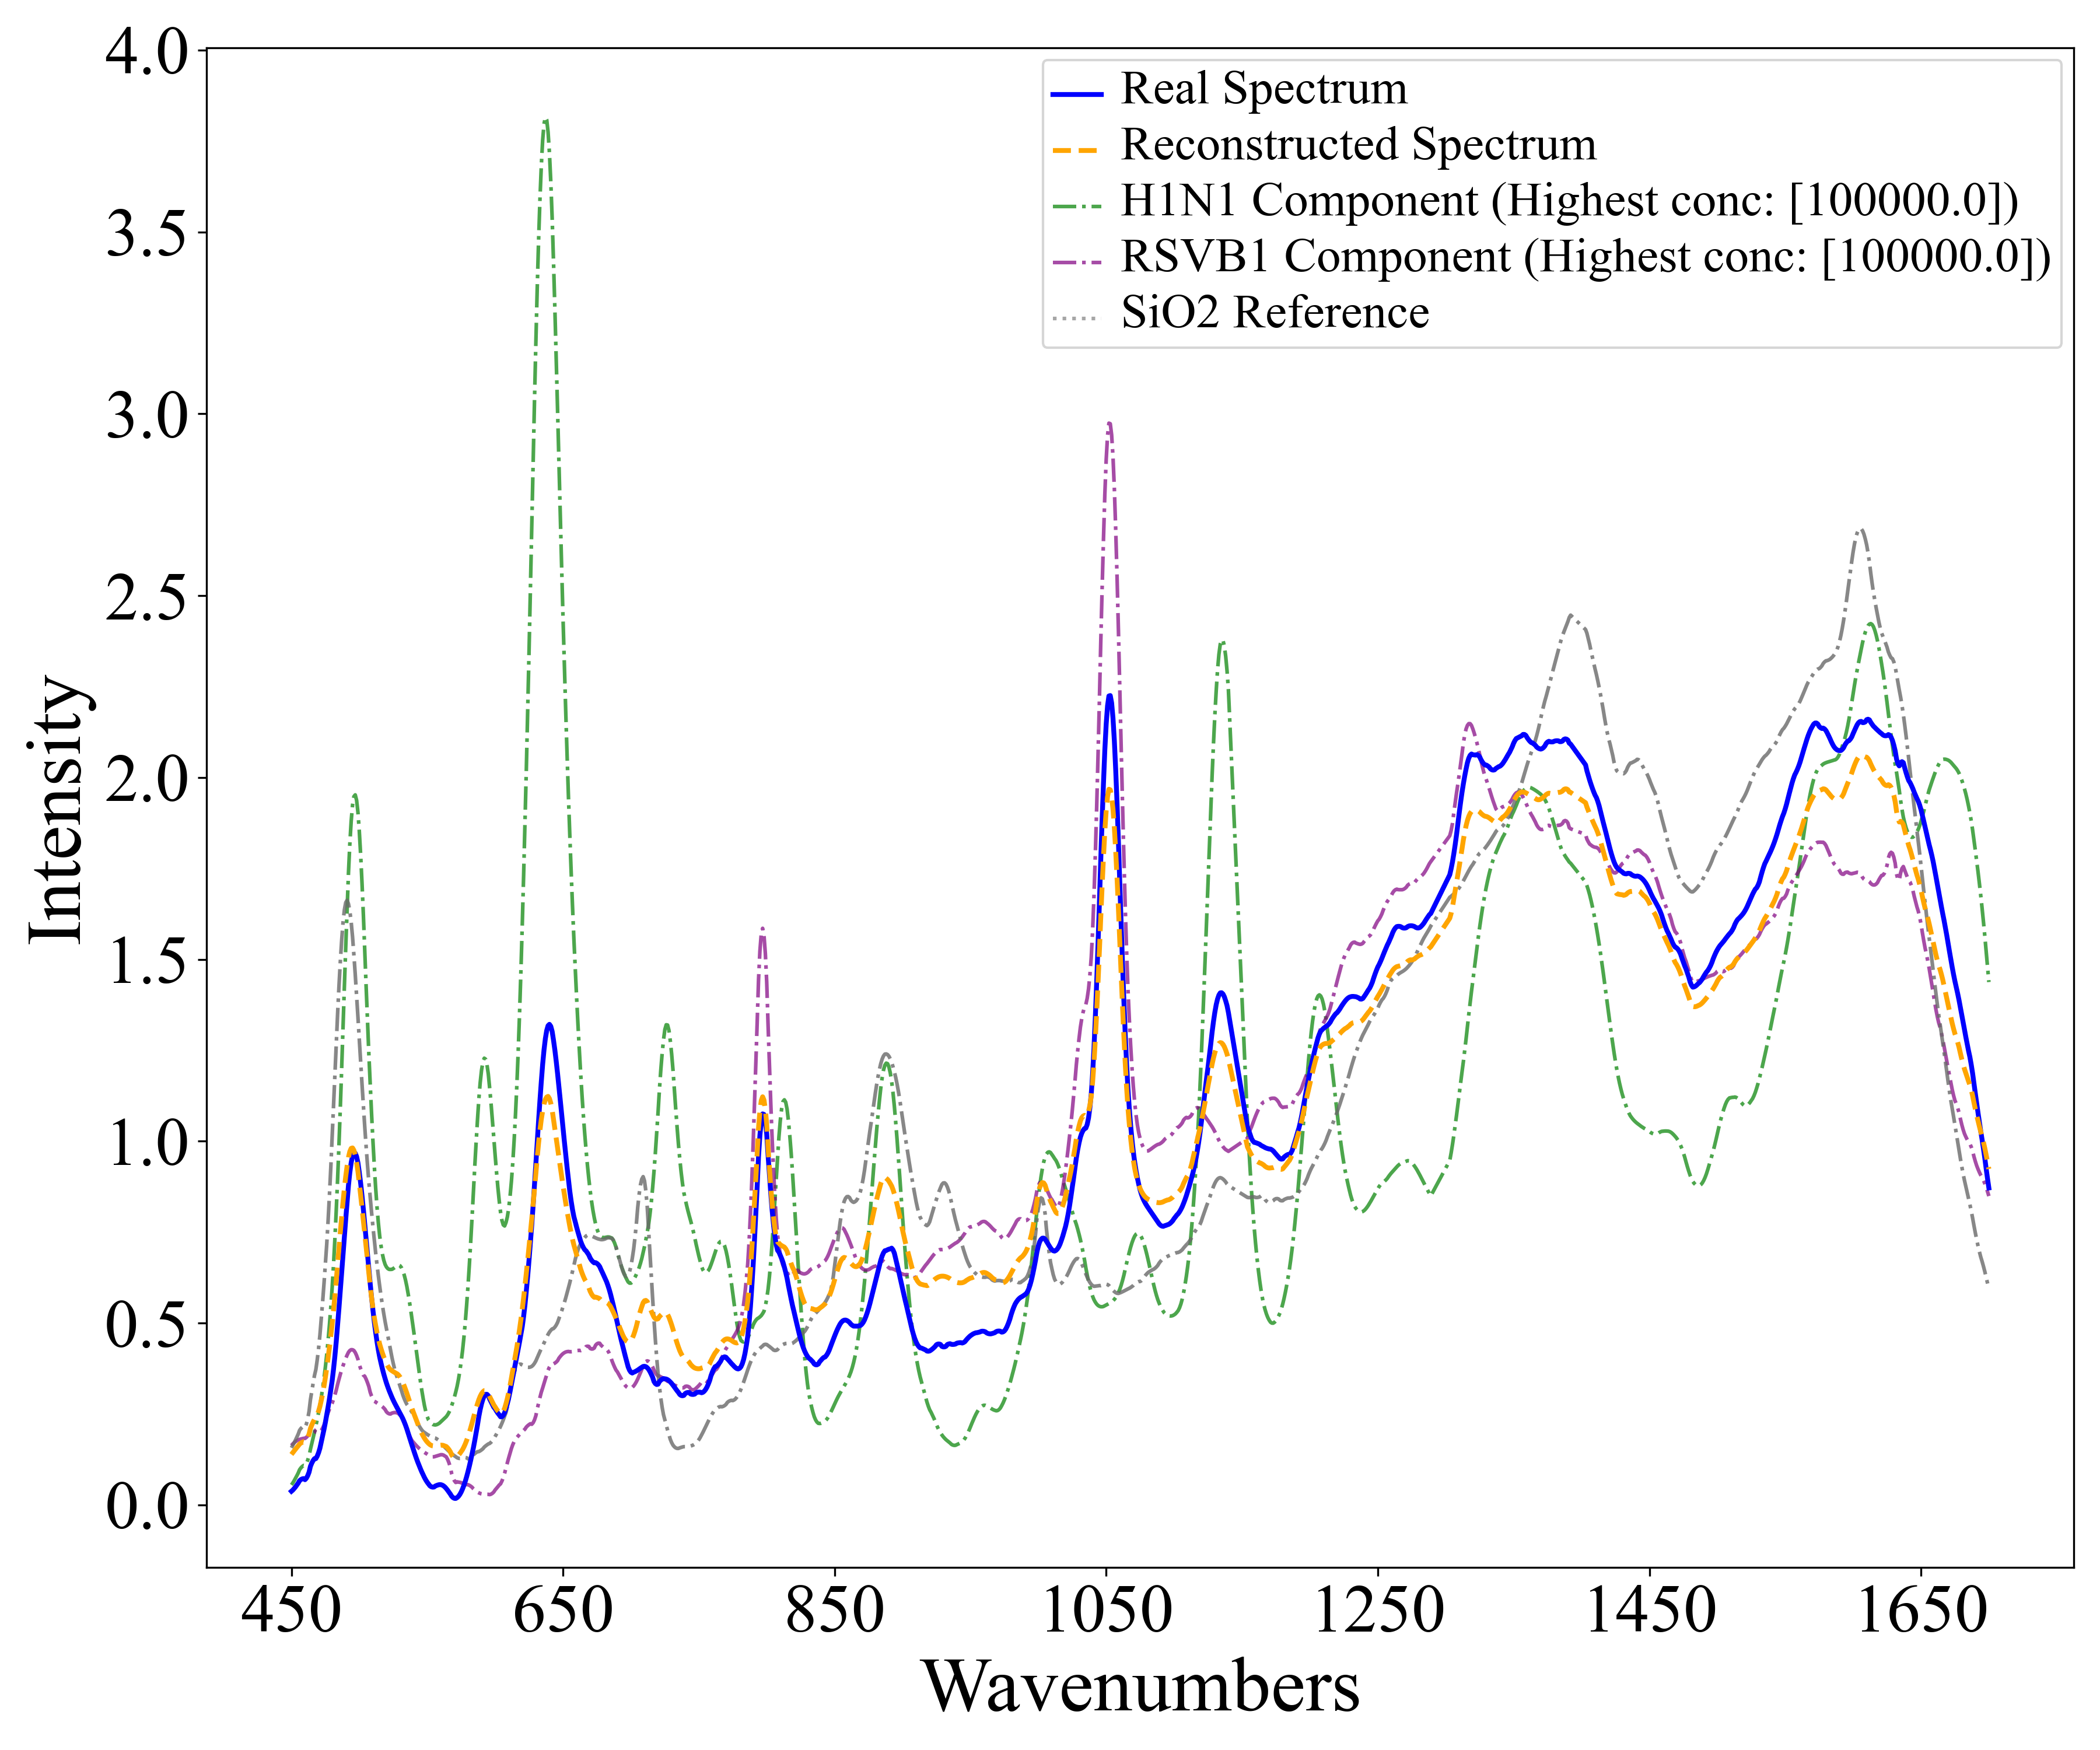 4.0
3.5
3.0
2.5
2.0
1.5
1.0
0.5
0.0
Intensity
Real Spectrum
Reconstructed Spectrum
H1N1 Component (Highest conc: [100000.0])
RSVB1 Component (Highest conc: [100000.0])
SiO2 Reference
450 650 850 1050 1250 1450 1650
Wavenumbers